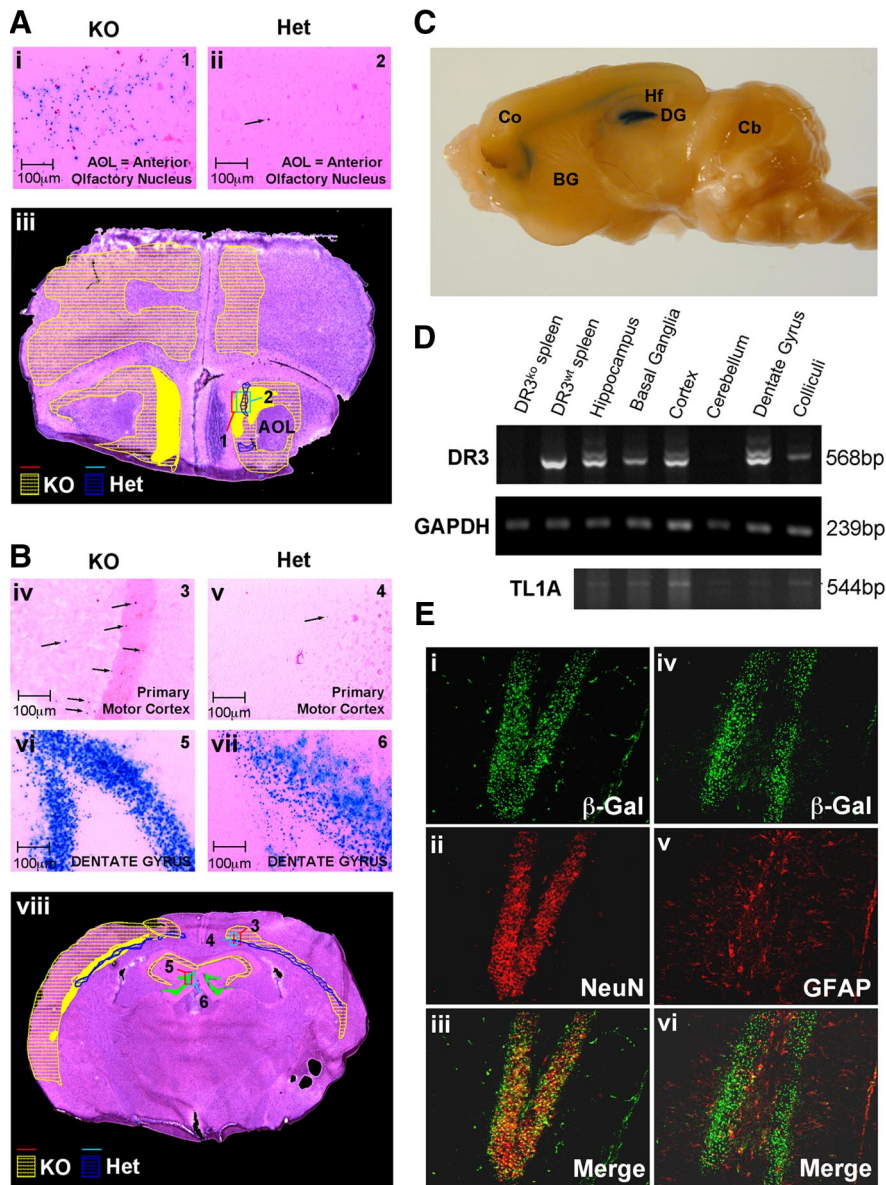 A
KO
Het
i
1
100μm
AOL = Anterior
Olfactory Nucleus
ii
2
100μm
AOL = Anterior
Olfactory Nucleus
iii
1
2
AOL
KO
Het
B
KO
Het
iv
3
100μm
Primary
Motor Cortex
v
4
100μm
Primary
Motor Cortex
vi
5
100μm
DENTATE GYRUS
vii
6
100μm
DENTATE GYRUS
viii
3
4
5
6
KO
Het
C
Co
Hf
DG
Cb
BG
D
DR3ᵏᵒ spleen
DR3ʷᵗ spleen
Hippocampus
Basal Ganglia
Cortex
Cerebellum
Dentate Gyrus
Colliculi
DR3
568bp
GAPDH
239bp
TL1A
544bp
E
i
β-Gal
iv
β-Gal
ii
NeuN
v
GFAP
iii
Merge
vi
Merge